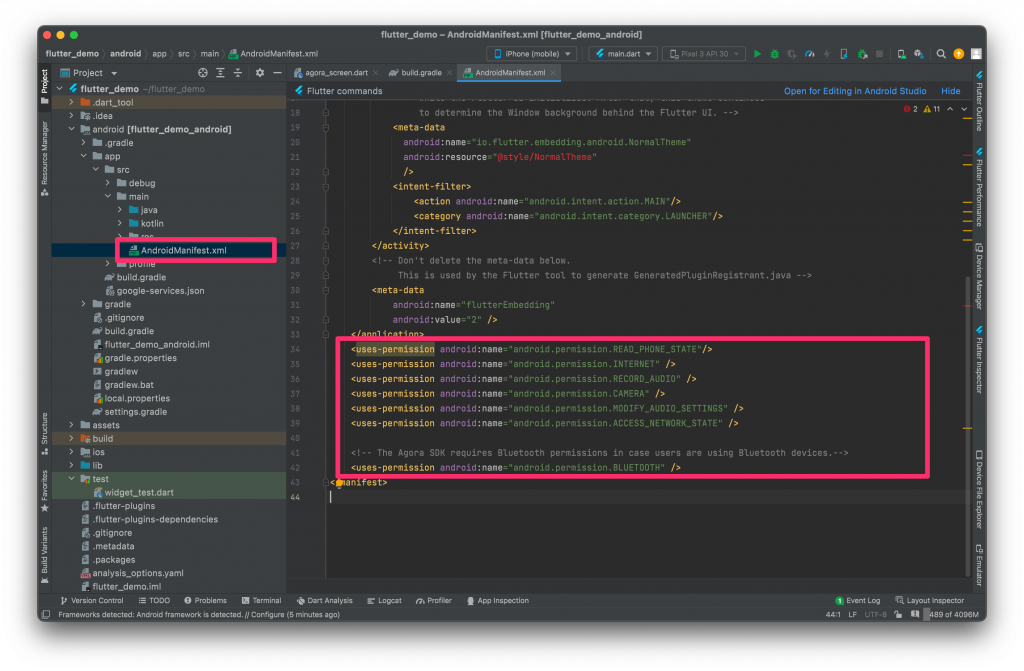 flutter_demo – AndroidManifest.xml [flutter_demo_android]
flutter_demo android app src main AndroidManifest.xml iPhone (mobile) main.dart Pixel 3 API 30
Project agora_screen.dart build.gradle AndroidManifest.xml
Flutter commands Open for Editing in Android Studio Hide
2 11
Project
Resource Manager
Structure
Favorites
Build Variants
flutter_demo ~/flutter_demo
.dart_tool
.idea
android [flutter_demo_android]
.gradle
app
src
debug
main
java
kotlin
res
AndroidManifest.xml
profile
build.gradle
google-services.json
gradle
.gitignore
build.gradle
flutter_demo_android.iml
gradle.properties
gradlew
gradlew.bat
local.properties
settings.gradle
assets
build
ios
lib
test
widget_test.dart
.flutter-plugins
.flutter-plugins-dependencies
.gitignore
.metadata
.packages
analysis_options.yaml
flutter_demo.iml
18 to determine the Window background behind the Flutter UI. -->
19 <meta-data
20 android:name="io.flutter.embedding.android.NormalTheme"
21 android:resource="@style/NormalTheme"
22 />
23 <intent-filter>
24 <action android:name="android.intent.action.MAIN"/>
25 <category android:name="android.intent.category.LAUNCHER"/>
26 </intent-filter>
27 </activity>
28 <!-- Don't delete the meta-data below.
29 This is used by the Flutter tool to generate GeneratedPluginRegistrant.java -->
30 <meta-data
31 android:name="flutterEmbedding"
32 android:value="2" />
33 </application>
34 <uses-permission android:name="android.permission.READ_PHONE_STATE"/>
35 <uses-permission android:name="android.permission.INTERNET" />
36 <uses-permission android:name="android.permission.RECORD_AUDIO" />
37 <uses-permission android:name="android.permission.CAMERA" />
38 <uses-permission android:name="android.permission.MODIFY_AUDIO_SETTINGS" />
39 <uses-permission android:name="android.permission.ACCESS_NETWORK_STATE" />
40
41 <!-- The Agora SDK requires Bluetooth permissions in case users are using Bluetooth devices.-->
42 <uses-permission android:name="android.permission.BLUETOOTH" />
43 manifest>
44
Flutter Outline
Flutter Performance
Device Manager
Flutter Inspector
Device File Explorer
Emulator
Version Control TODO Problems Terminal Dart Analysis Logcat Profiler App Inspection 1 Event Log Layout Inspector
Frameworks detected: Android framework is detected. // Configure (5 minutes ago) 44:1 LF UTF-8 489 of 4096M